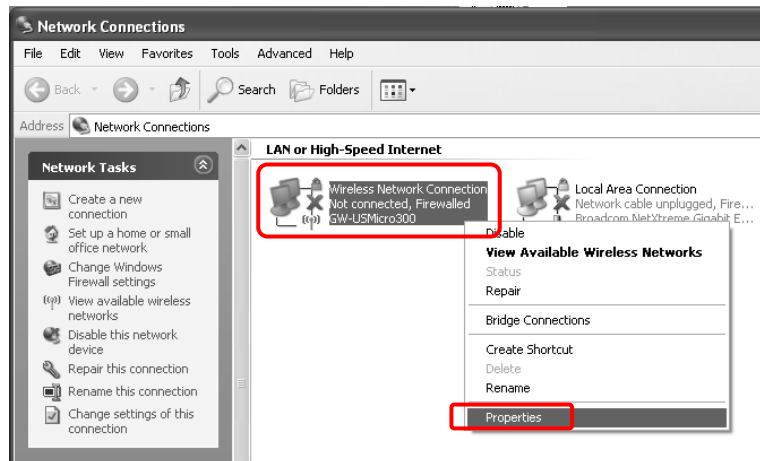 Network Connections
File Edit View Favorites Tools Advanced Help
Back Search Folders
Address Network Connections
Network Tasks
Create a new
connection
Set up a home or small
office network
Change Windows
Firewall settings
View available wireless
networks
Disable this network
device
Repair this connection
Rename this connection
Change settings of this
connection
LAN or High-Speed Internet
Wireless Network Connection
Not connected, Firewalled
GW-USMicro300
Local Area Connection
Network cable unplugged, Fire...
Broadcom NetXtreme Gigabit E...
Disable
View Available Wireless Networks
Status
Repair
Bridge Connections
Create Shortcut
Delete
Rename
Properties